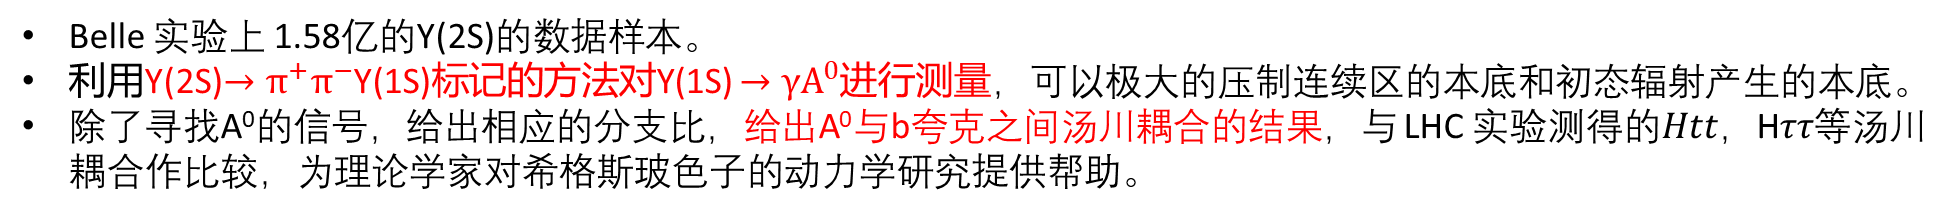 • Belle 实验上 1.58亿的Y(2S)的数据样本。
• 利用Y(2S)→ π⁺π⁻Y(1S)标记的方法对Y(1S) → γA⁰进行测量，可以极大的压制连续区的本底和初态辐射产生的本底。
• 除了寻找A⁰的信号，给出相应的分支比，给出A⁰与b夸克之间汤川耦合的结果，与 LHC 实验测得的Htt，Hττ等汤川
耦合作比较，为理论学家对希格斯玻色子的动力学研究提供帮助。